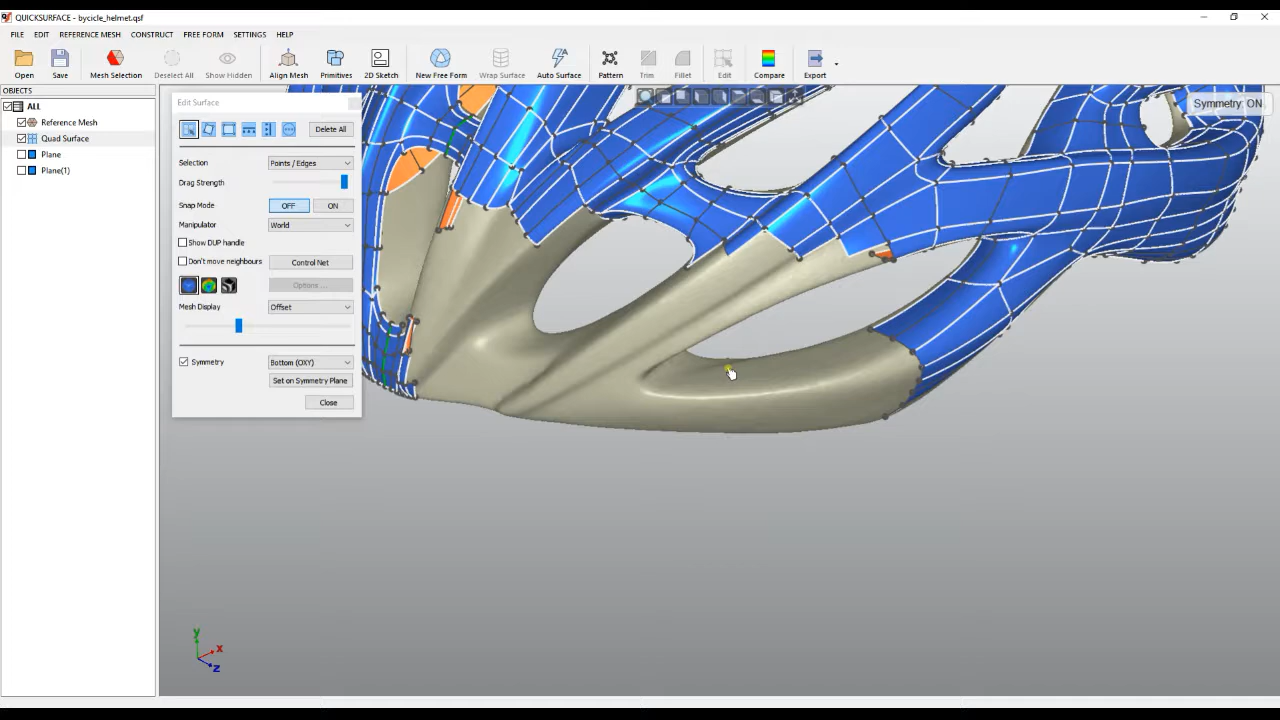 QUICKSURFACE - bycicle_helmet.qsf
FILE EDIT REFERENCE MESH CONSTRUCT FREE FORM SETTINGS HELP
Open Save Mesh Selection Deselect All Show Hidden Align Mesh Primitives 2D Sketch New Free Form Wrap Surface Auto Surface Pattern Trim Fillet Edit Compare Export
OBJECTS
ALL
Reference Mesh
Quad Surface
Plane
Plane(1)
Edit Surface
Delete All
Selection Points / Edges
Drag Strength
Snap Mode OFF ON
Manipulator World
Show DUP handle
Don't move neighbours Control Net
Options ...
Mesh Display Offset
Symmetry Bottom (OXY)
Set on Symmetry Plane
Close
Symmetry: ON
y
x
z